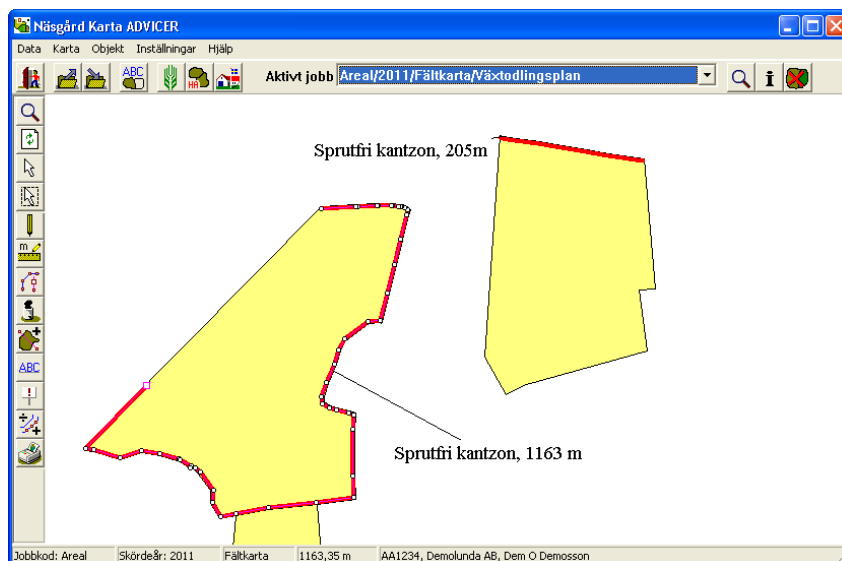 Näsgård Karta ADVICER
Data Karta Objekt Inställningar Hjälp
ABC
HA
Aktivt jobb Areal/2011/Fältkarta/Växtodlingsplan
i
m
ABC
Sprutfri kantzon, 205m
Sprutfri kantzon, 1163 m
Jobbkod: Areal Skördeår: 2011 Fältkarta 1163,35 m AA1234, Demolunda AB, Dem O Demosson